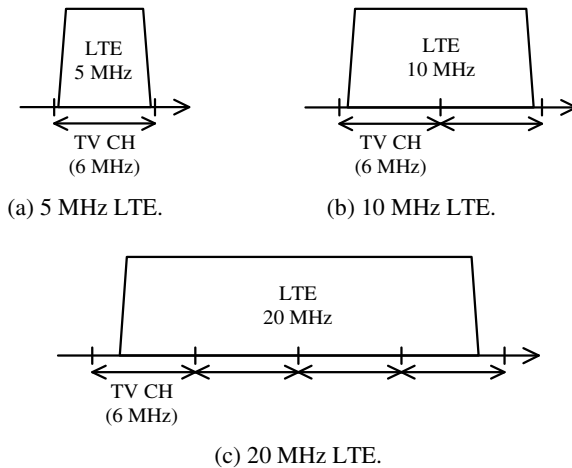 LTE
5 MHz
TV CH
(6 MHz)
(a) 5 MHz LTE.
LTE
10 MHz
TV CH
(6 MHz)
(b) 10 MHz LTE.
LTE
20 MHz
TV CH
(6 MHz)
(c) 20 MHz LTE.